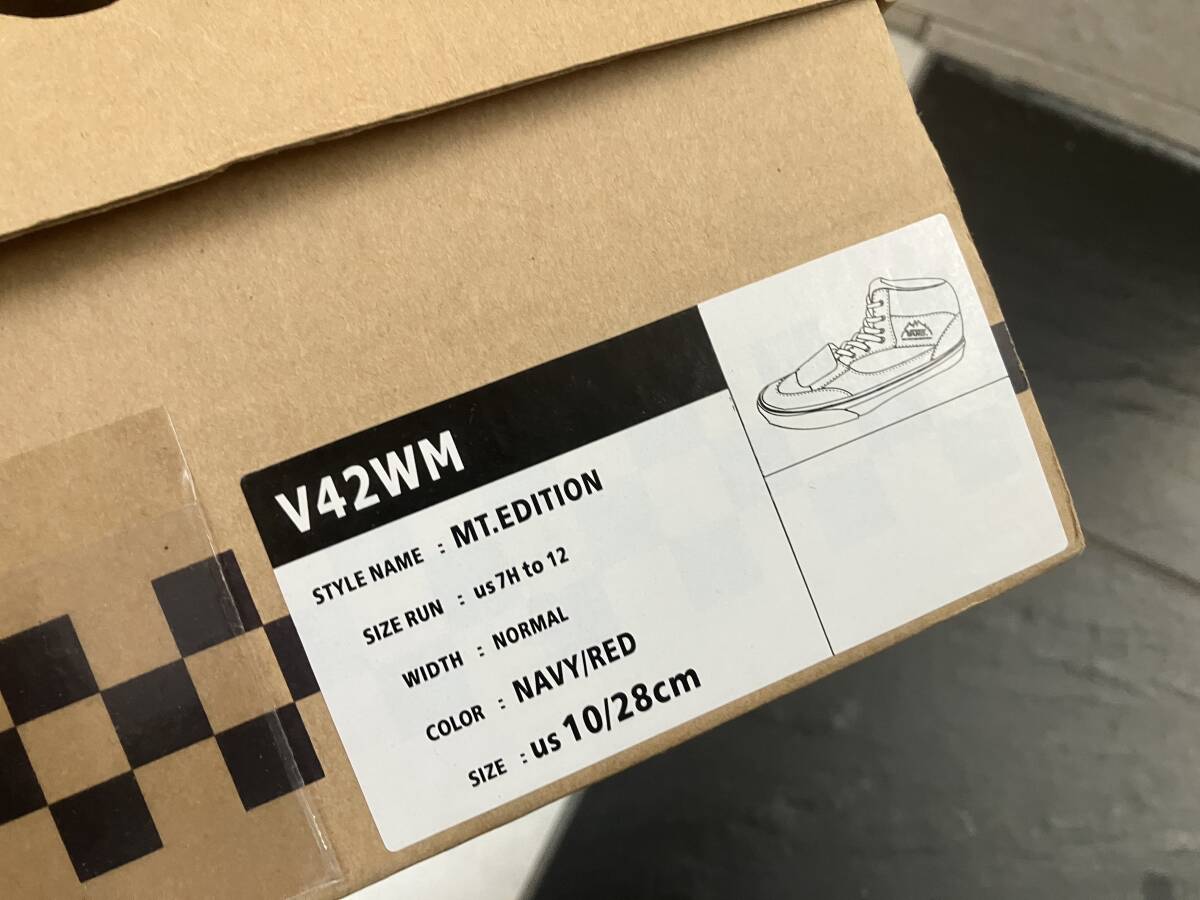 V42WM
STYLE NAME : MT.EDITION
SIZE RUN : us 7H to 12
WIDTH : NORMAL
COLOR : NAVY/RED
SIZE : us 10/28cm
VANS